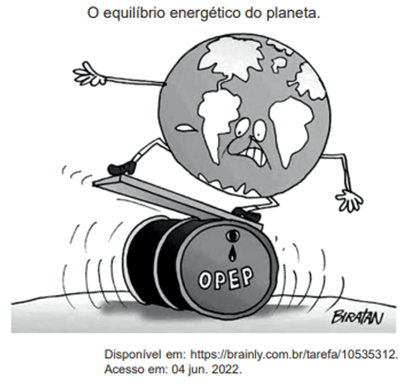 O equilíbrio energético do planeta.
OPEP
BIRATAN
Disponível em: https://brainly.com.br/tarefa/10535312.
Acesso em: 04 jun. 2022.